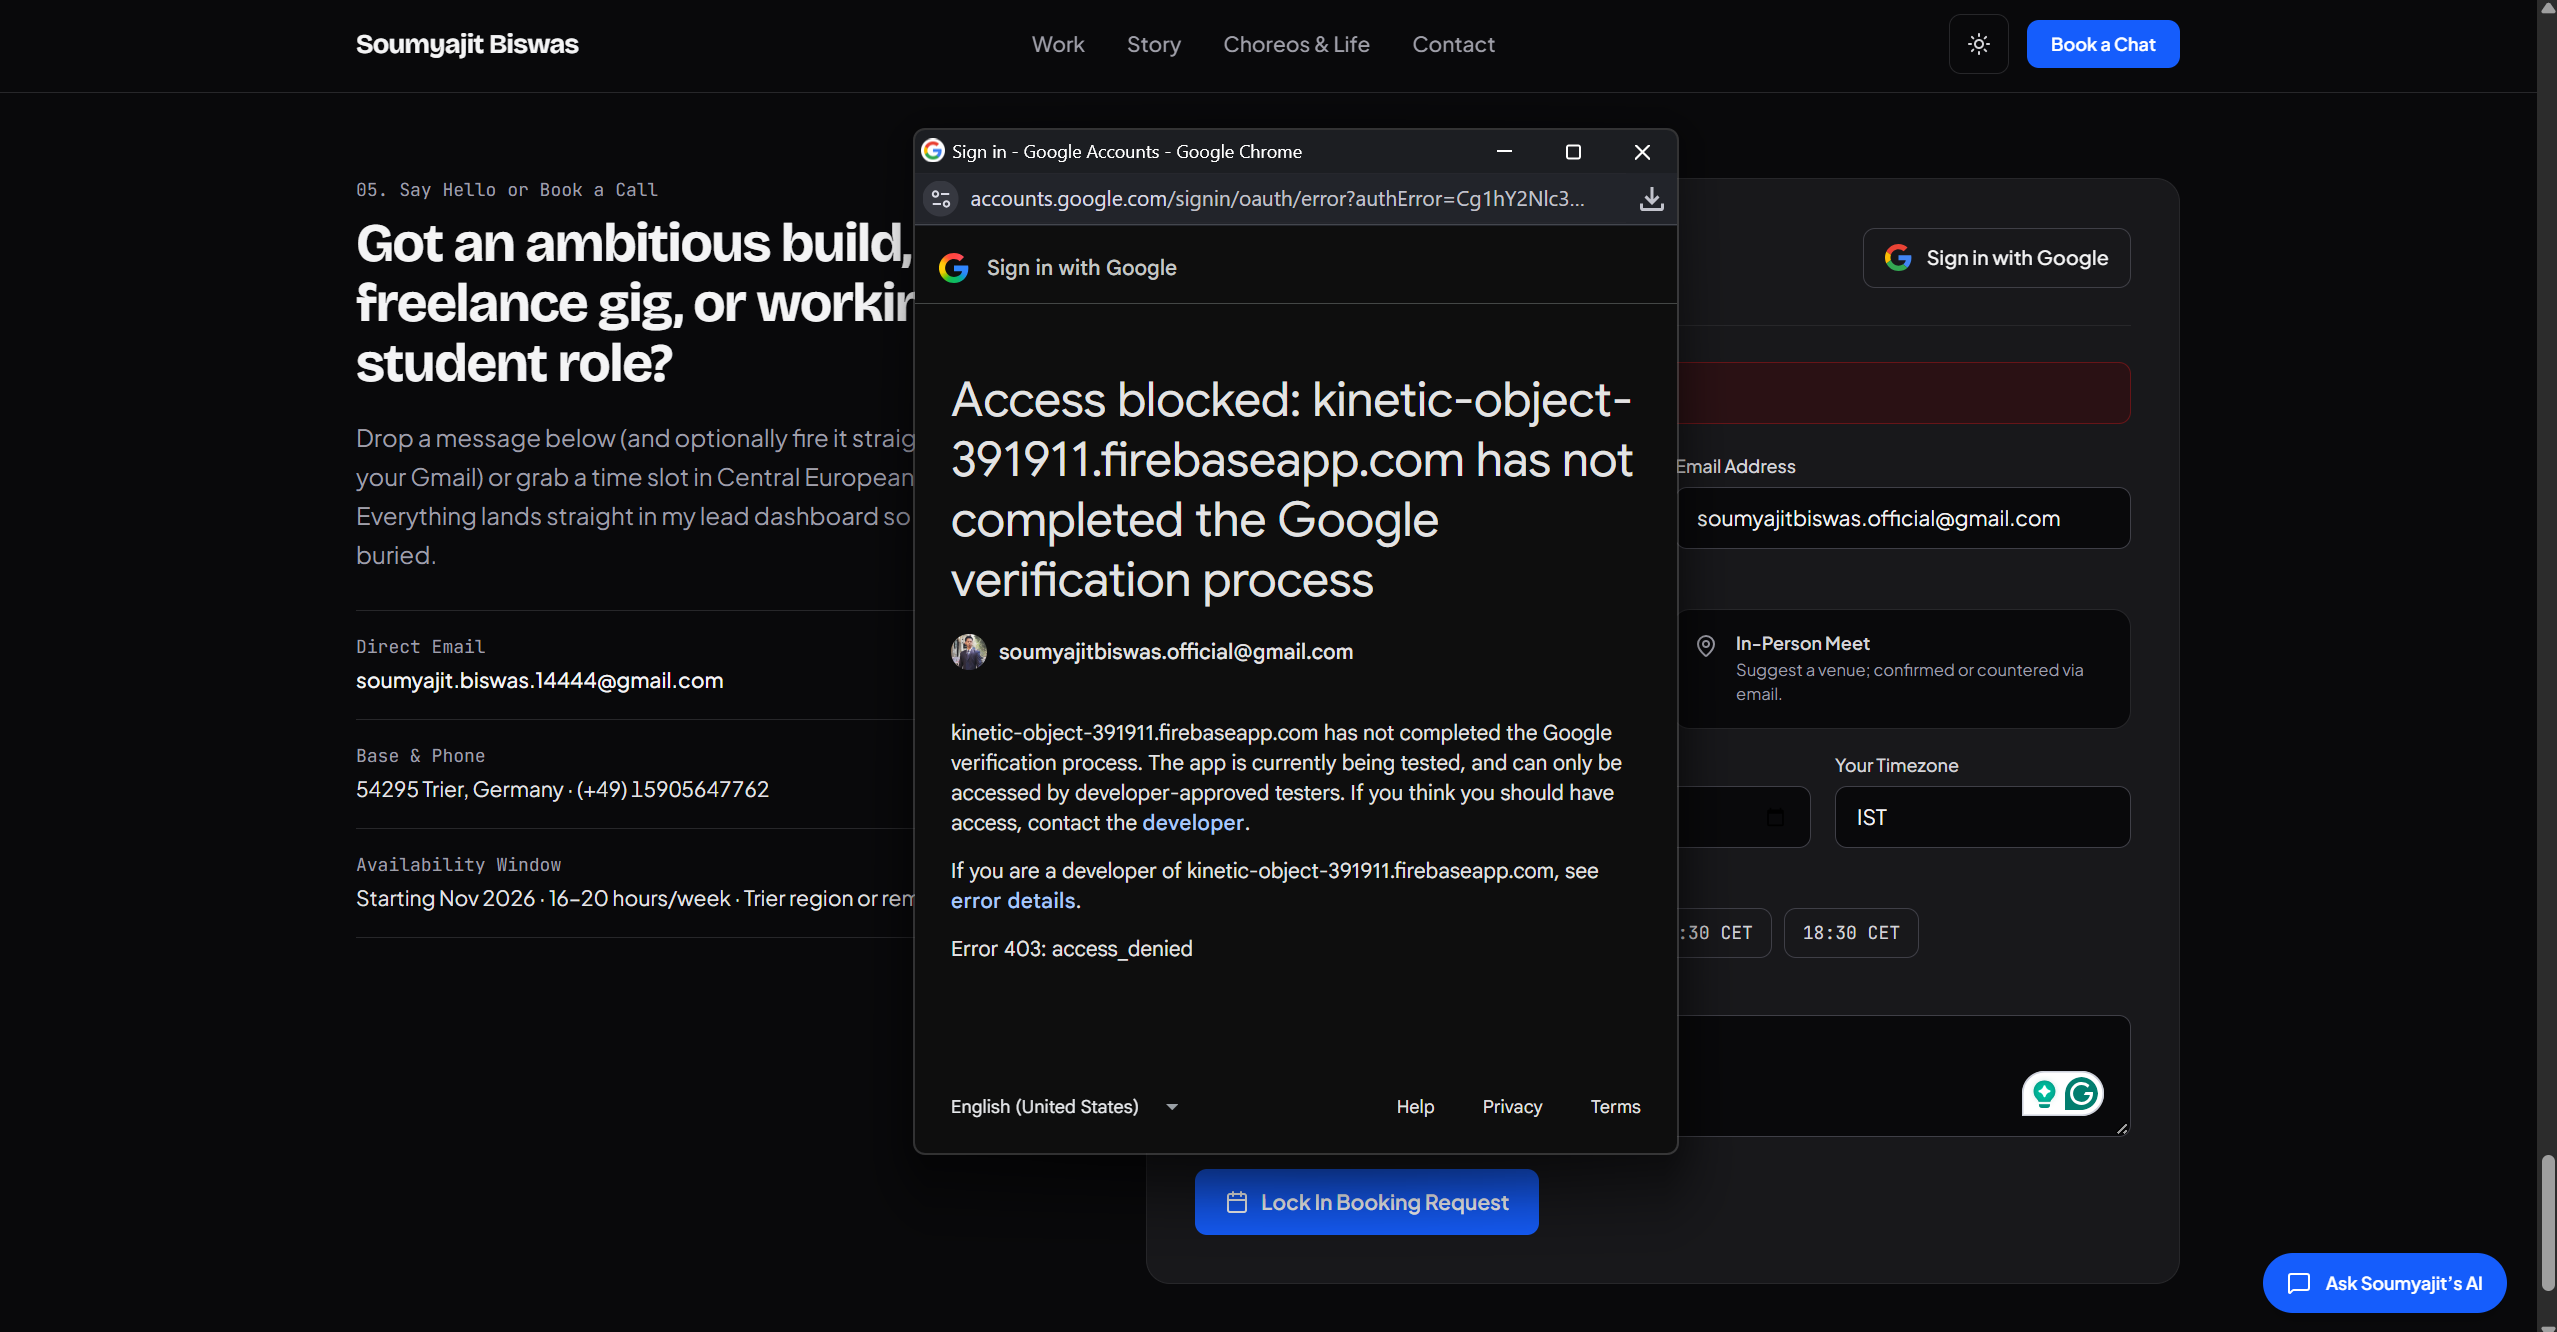 Soumyajit Biswas
Work
Story
Choreos & Life
Contact
Book a Chat
05. Say Hello or Book a Call
Got an ambitious build,
freelance gig, or
student role?
Drop a message below (and optionally fire it
your Gmail) or grab a time slot in Central European
Everything lands straight in my lead dashboard so
buried.
Direct Email
soumyajit.biswas.14444@gmail.com
Base & Phone
54295 Trier, Germany · (+49) 15905647762
Availability Window
Starting Nov 2026 · 16–20 hours/week · Trier region or
Sign in - Google Accounts - Google Chrome
accounts.google.com/signin/oauth/error?authError=Cg1hY2Nlc3...
Sign in with Google
Access blocked: kinetic-object-
391911.firebaseapp.com has not
completed the Google
verification process
soumyajitbiswas.official@gmail.com
kinetic-object-391911.firebaseapp.com has not completed the Google
verification process. The app is currently being tested, and can only be
accessed by developer-approved testers. If you think you should have
access, contact the developer.
If you are a developer of kinetic-object-391911.firebaseapp.com, see
error details.
Error 403: access_denied
English (United States)
Help
Privacy
Terms
Sign in with Google
Email Address
soumyajitbiswas.official@gmail.com
In-Person Meet
Suggest a venue; confirmed or countered via
email.
Your Timezone
IST
:30 CET
18:30 CET
Lock In Booking Request
Ask Soumyajit's AI